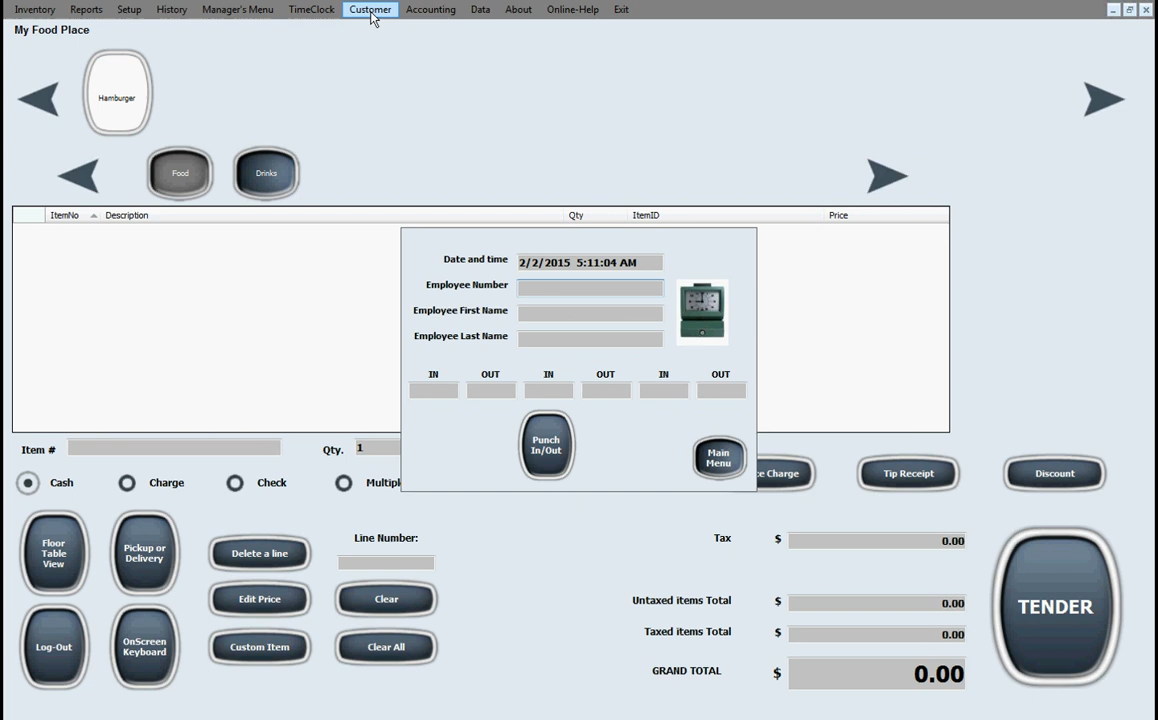 Inventory Reports Setup History Manager's Menu TimeClock Customer Accounting Data About Online-Help Exit
My Food Place
Hamburger
Food Drinks
ItemNo Description Qty ItemID Price
Date and time 2/2/2015 5:11:04 AM
Employee Number
Employee First Name
Employee Last Name
IN OUT IN OUT IN OUT
Punch
In/Out
Main
Menu
Item # Qty. 1
Cash Charge Check Multipl
ce Charge Tip Receipt Discount
Floor
Table
View
Pickup or
Delivery
Delete a line
Line Number:
Edit Price Clear
Log-Out
OnScreen
Keyboard
Custom Item Clear All
Tax $ 0.00
Untaxed items Total $ 0.00
Taxed items Total $ 0.00
GRAND TOTAL $ 0.00
TENDER